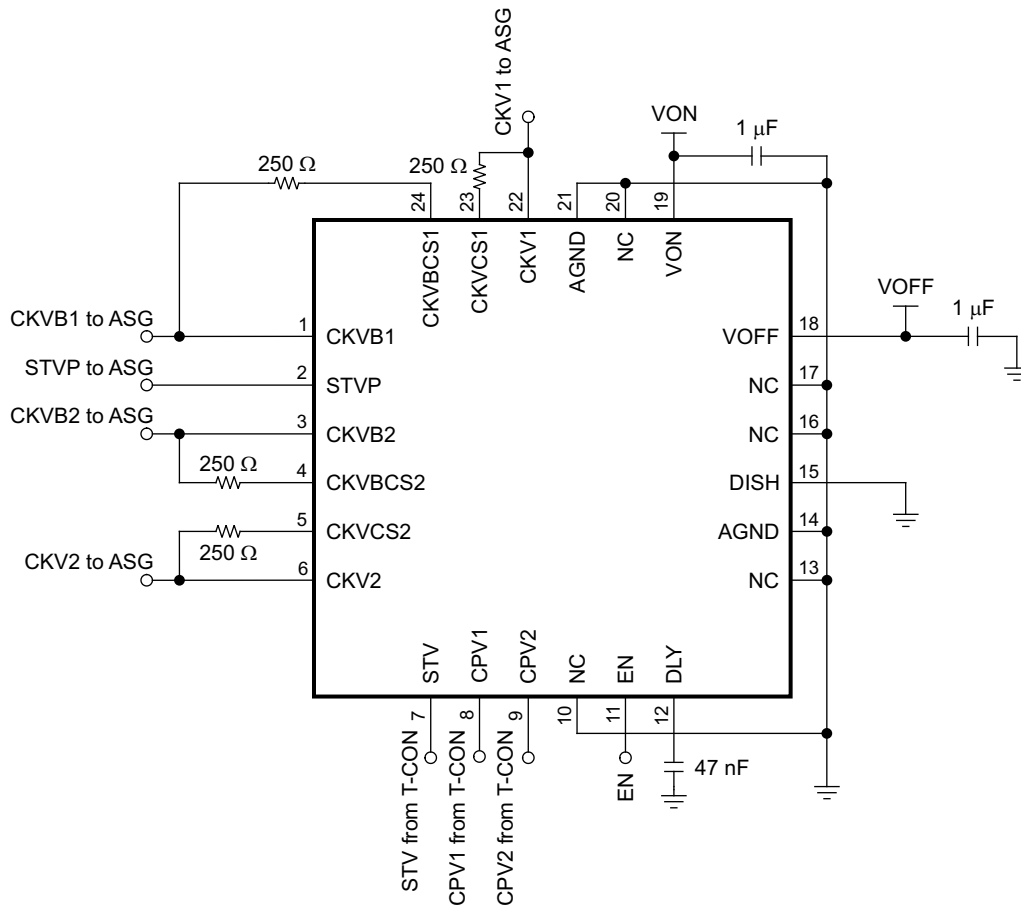 CKV1 to ASG
VON
1 μF
250 Ω
250 Ω
24
23
22
21
20
19
CKVBCS1
CKVCS1
CKV1
AGND
NC
VON
VOFF
1 μF
CKVB1 to ASG
1
CKVB1
VOFF
18
STVP to ASG
2
STVP
NC
17
CKVB2 to ASG
3
CKVB2
NC
16
250 Ω
4
CKVBCS2
DISH
15
5
CKVCS2
AGND
14
250 Ω
CKV2 to ASG
6
CKV2
NC
13
STV
CPV1
CPV2
NC
EN
DLY
7
8
9
10
11
12
STV from T-CON
CPV1 from T-CON
CPV2 from T-CON
EN
47 nF